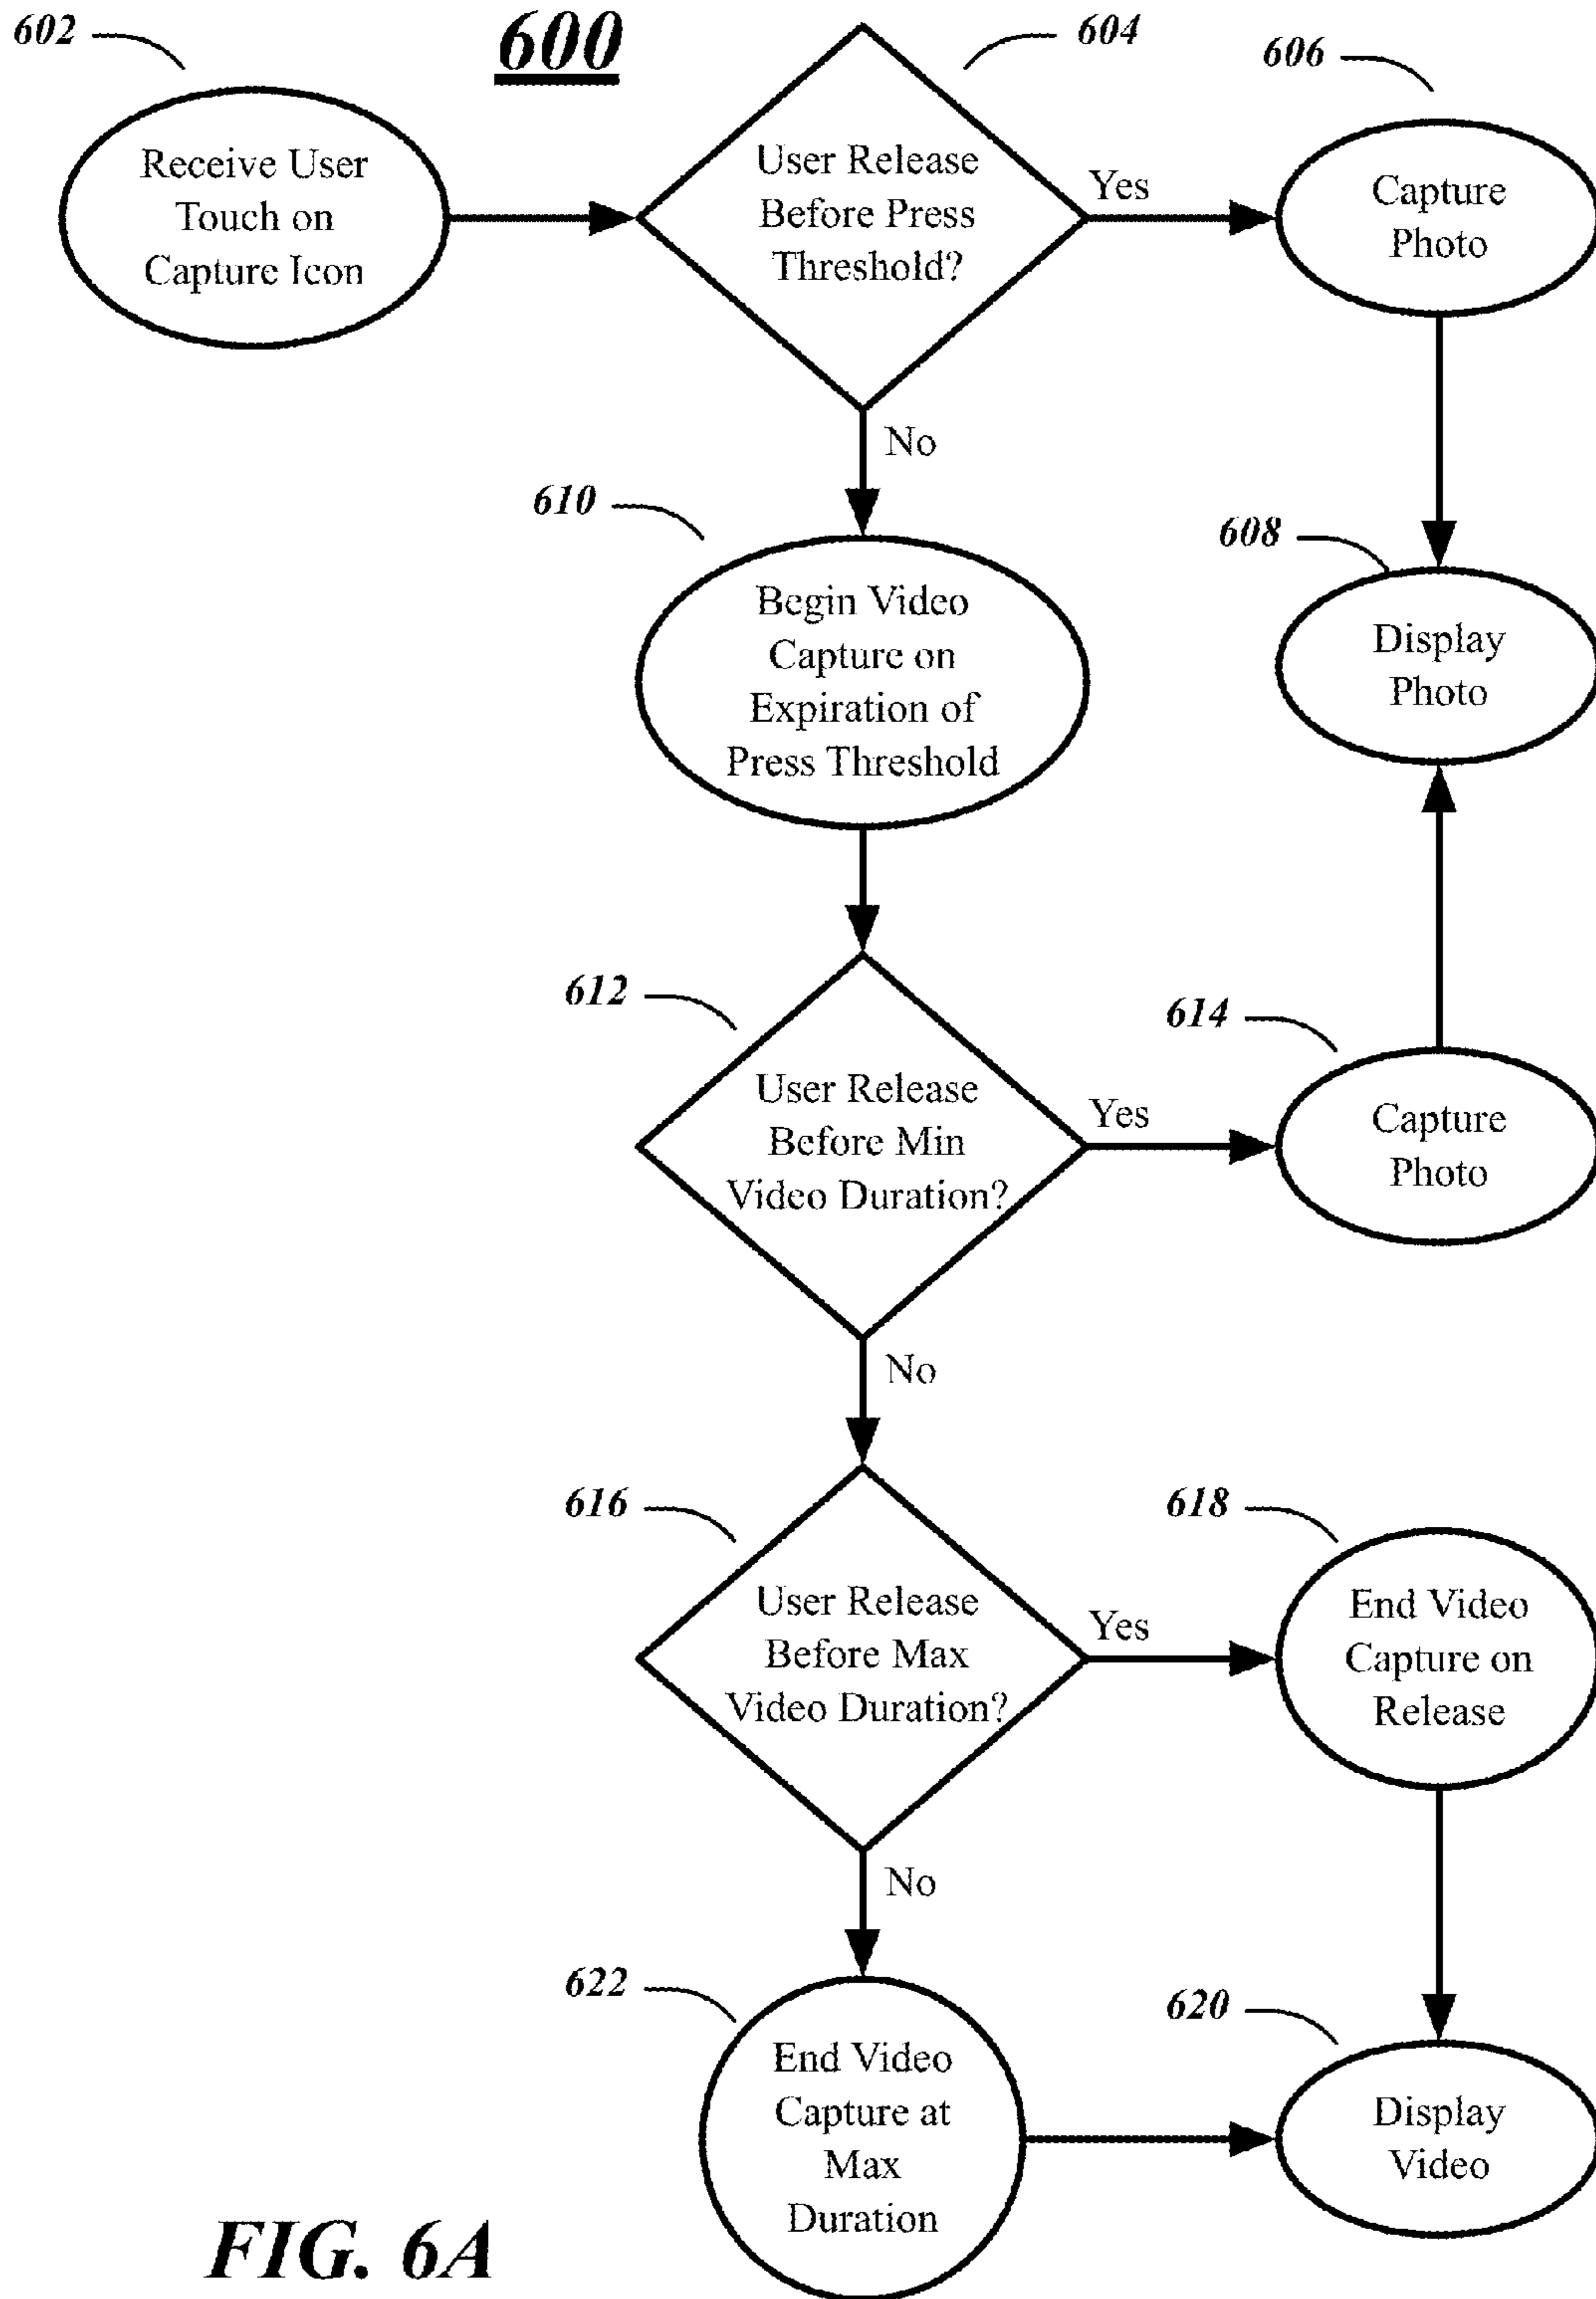 602
600
604
606
Receive User
Touch on
Capture Icon
User Release
Before Press
Threshold?
Yes
Capture
Photo
No
610
608
Begin Video
Capture on
Expiration of
Press Threshold
Display
Photo
612
614
User Release
Before Min
Video Duration?
Yes
Capture
Photo
No
616
618
User Release
Before Max
Video Duration?
Yes
End Video
Capture on
Release
No
622
620
End Video
Capture at
Max
Duration
Display
Video
FIG. 6A